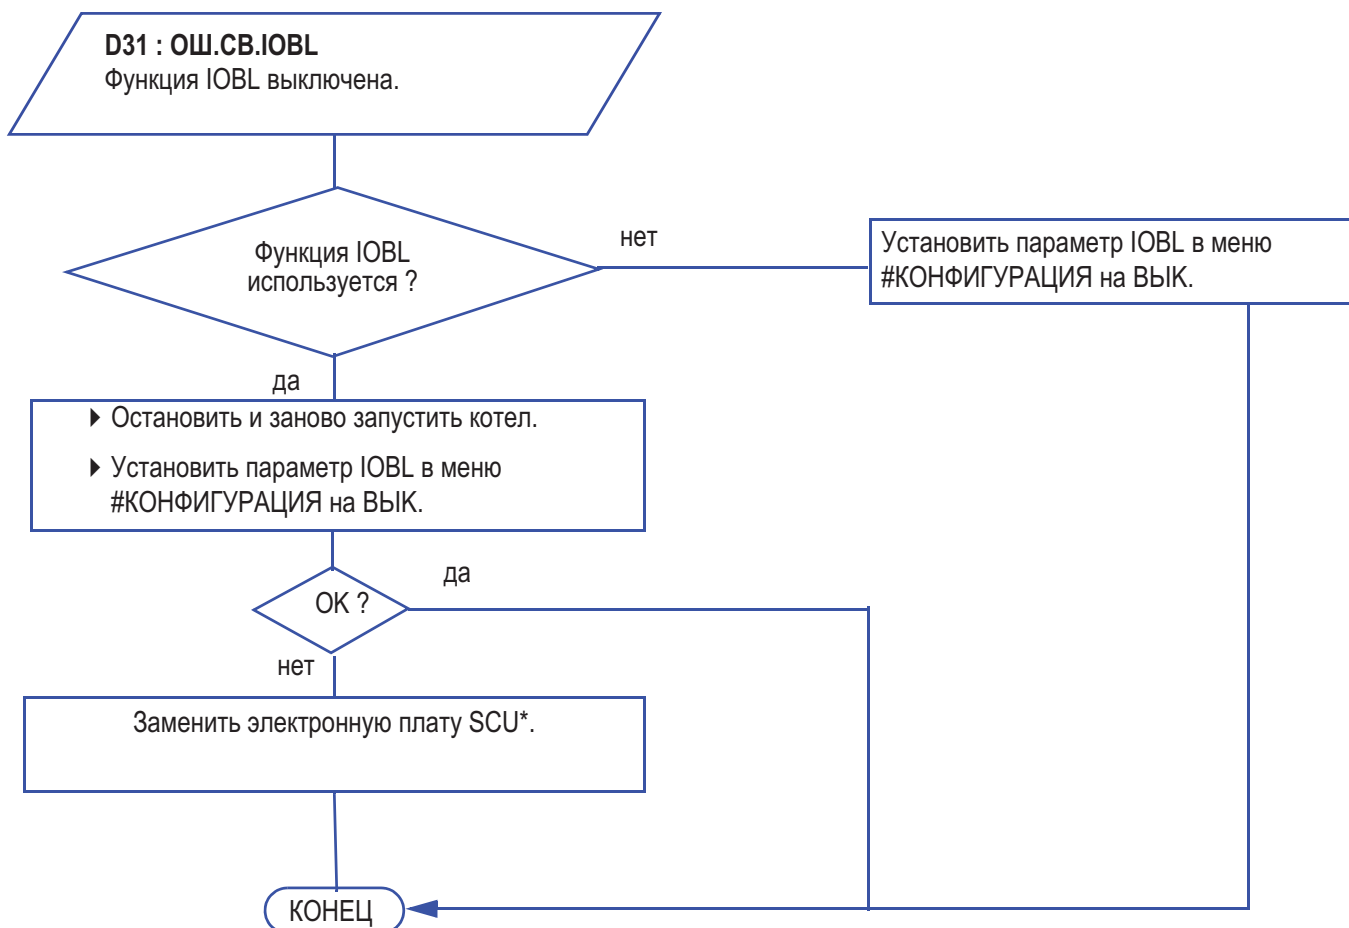 D31 : ОШ.СВ.IOBL
Функция IOBL выключена.
Функция IOBL
используется ?
нет
Установить параметр IOBL в меню
#КОНФИГУРАЦИЯ на ВЫК.
да
Остановить и заново запустить котел.
Установить параметр IOBL в меню
#КОНФИГУРАЦИЯ на ВЫК.
да
OK ?
нет
Заменить электронную плату SCU*.
КОНЕЦ